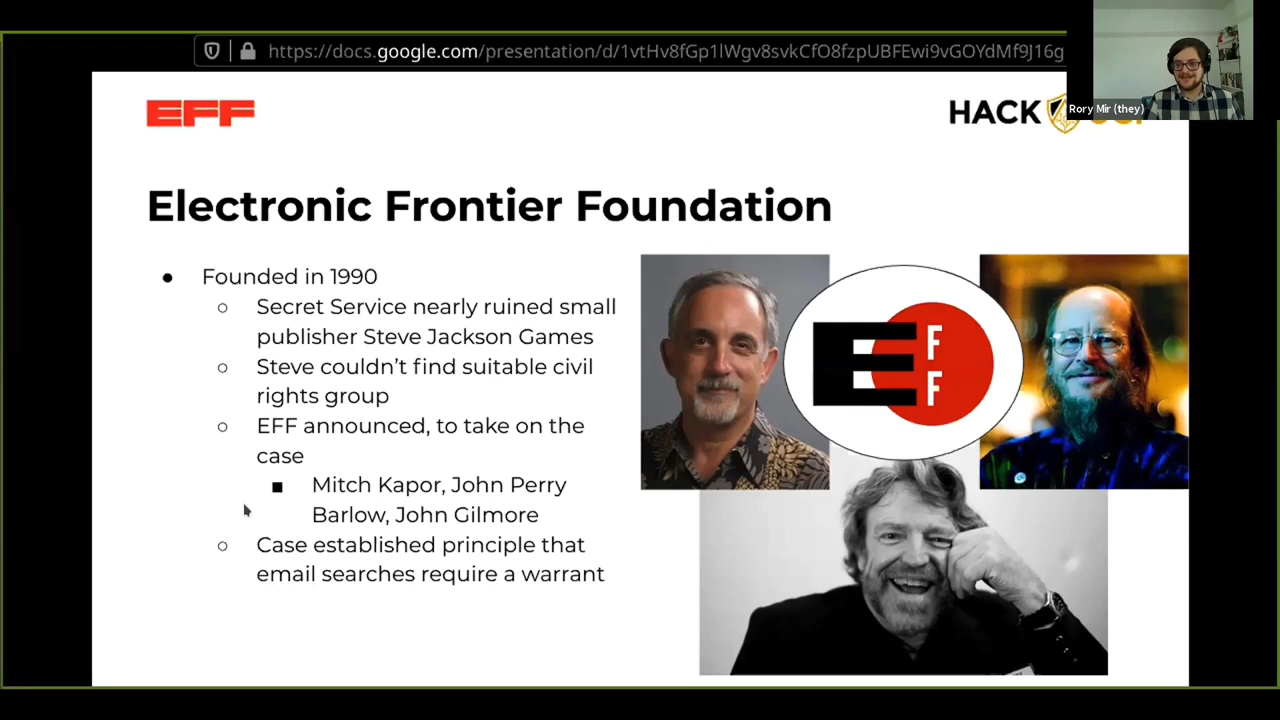 https://docs.google.com/presentation/d/1vtHv8fGp1lWgv8svkCfO8fzpUBFEwi9vGOYdMf9J16g
Rory Mir (they)
EFF
HACK
Electronic Frontier Foundation
● Founded in 1990
○ Secret Service nearly ruined small
publisher Steve Jackson Games
○ Steve couldn’t find suitable civil
rights group
○ EFF announced, to take on the
case
■ Mitch Kapor, John Perry
Barlow, John Gilmore
○ Case established principle that
email searches require a warrant
E
F
F